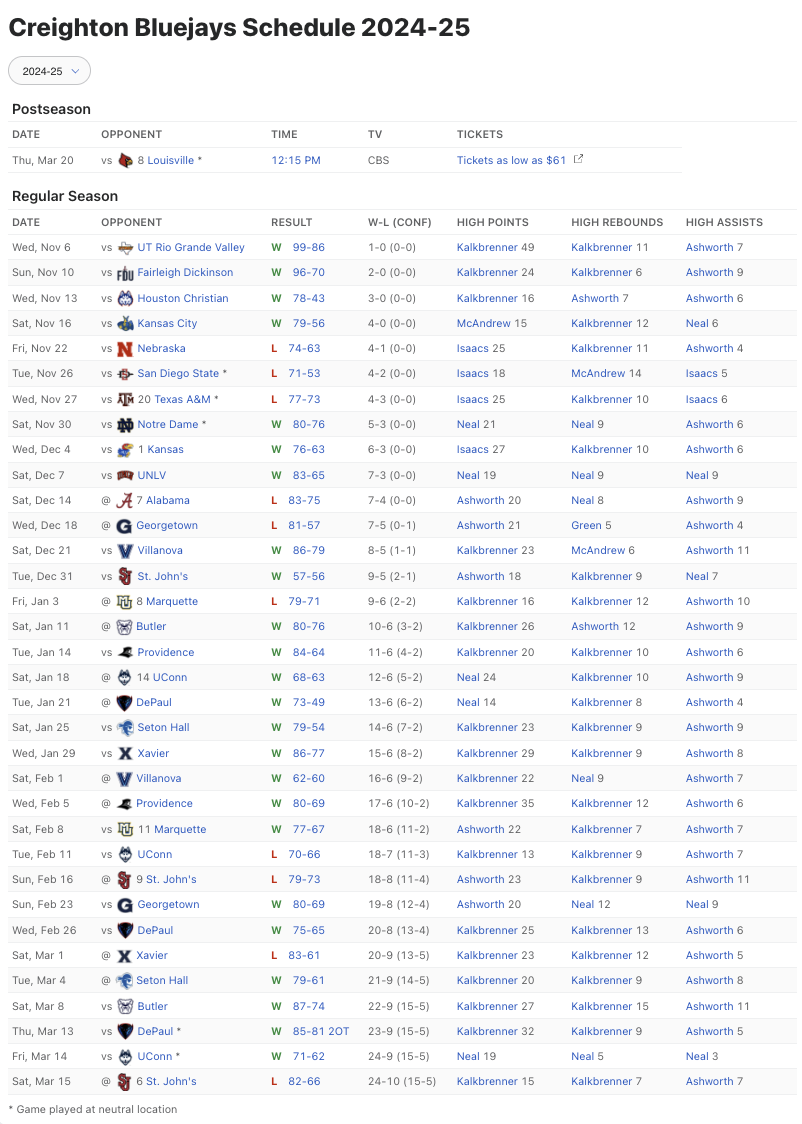 Creighton Bluejays Schedule 2024-25
2024-25
Postseason
DATE OPPONENT TIME TV TICKETS
Thu, Mar 20 vs 8 Louisville * 12:15 PM CBS Tickets as low as $61
Regular Season
DATE OPPONENT RESULT W-L (CONF) HIGH POINTS HIGH REBOUNDS HIGH ASSISTS
Wed, Nov 6 vs UT Rio Grande Valley W 99-86 1-0 (0-0) Kalkbrenner 49 Kalkbrenner 11 Ashworth 7
Sun, Nov 10 vs Fairleigh Dickinson W 96-70 2-0 (0-0) Kalkbrenner 24 Kalkbrenner 6 Ashworth 9
Wed, Nov 13 vs Houston Christian W 78-43 3-0 (0-0) Kalkbrenner 16 Ashworth 7 Ashworth 6
Sat, Nov 16 vs Kansas City W 79-56 4-0 (0-0) McAndrew 15 Kalkbrenner 12 Neal 6
Fri, Nov 22 vs Nebraska L 74-63 4-1 (0-0) Isaacs 25 Kalkbrenner 11 Ashworth 4
Tue, Nov 26 vs San Diego State * L 71-53 4-2 (0-0) Isaacs 18 McAndrew 14 Isaacs 5
Wed, Nov 27 vs 20 Texas A&M * L 77-73 4-3 (0-0) Isaacs 25 Kalkbrenner 10 Isaacs 6
Sat, Nov 30 vs Notre Dame * W 80-76 5-3 (0-0) Neal 21 Neal 9 Ashworth 6
Wed, Dec 4 vs 1 Kansas W 76-63 6-3 (0-0) Isaacs 27 Kalkbrenner 10 Ashworth 6
Sat, Dec 7 vs UNLV W 83-65 7-3 (0-0) Neal 19 Neal 9 Neal 9
Sat, Dec 14 @ 7 Alabama L 83-75 7-4 (0-0) Ashworth 20 Neal 8 Ashworth 9
Wed, Dec 18 @ Georgetown L 81-57 7-5 (0-1) Ashworth 21 Green 5 Ashworth 4
Sat, Dec 21 vs Villanova W 86-79 8-5 (1-1) Kalkbrenner 23 McAndrew 6 Ashworth 11
Tue, Dec 31 vs St. John's W 57-56 9-5 (2-1) Ashworth 18 Kalkbrenner 9 Neal 7
Fri, Jan 3 @ 8 Marquette L 79-71 9-6 (2-2) Kalkbrenner 16 Kalkbrenner 12 Ashworth 10
Sat, Jan 11 @ Butler W 80-76 10-6 (3-2) Kalkbrenner 26 Ashworth 12 Ashworth 9
Tue, Jan 14 vs Providence W 84-64 11-6 (4-2) Kalkbrenner 20 Kalkbrenner 10 Ashworth 6
Sat, Jan 18 @ 14 UConn W 68-63 12-6 (5-2) Neal 24 Kalkbrenner 10 Ashworth 9
Tue, Jan 21 @ DePaul W 73-49 13-6 (6-2) Neal 14 Kalkbrenner 8 Ashworth 4
Sat, Jan 25 vs Seton Hall W 79-54 14-6 (7-2) Kalkbrenner 23 Kalkbrenner 9 Ashworth 9
Wed, Jan 29 vs Xavier W 86-77 15-6 (8-2) Kalkbrenner 29 Kalkbrenner 9 Ashworth 8
Sat, Feb 1 @ Villanova W 62-60 16-6 (9-2) Kalkbrenner 22 Neal 9 Ashworth 7
Wed, Feb 5 @ Providence W 80-69 17-6 (10-2) Kalkbrenner 35 Kalkbrenner 12 Ashworth 6
Sat, Feb 8 vs 11 Marquette W 77-67 18-6 (11-2) Ashworth 22 Kalkbrenner 7 Ashworth 7
Tue, Feb 11 vs UConn L 70-66 18-7 (11-3) Kalkbrenner 13 Kalkbrenner 9 Ashworth 7
Sun, Feb 16 @ 9 St. John's L 79-73 18-8 (11-4) Ashworth 23 Kalkbrenner 9 Ashworth 11
Sun, Feb 23 vs Georgetown W 80-69 19-8 (12-4) Ashworth 20 Neal 12 Neal 9
Wed, Feb 26 vs DePaul W 75-65 20-8 (13-4) Kalkbrenner 25 Kalkbrenner 13 Ashworth 6
Sat, Mar 1 @ Xavier L 83-61 20-9 (13-5) Kalkbrenner 23 Kalkbrenner 12 Ashworth 5
Tue, Mar 4 @ Seton Hall W 79-61 21-9 (14-5) Kalkbrenner 20 Kalkbrenner 9 Ashworth 8
Sat, Mar 8 vs Butler W 87-74 22-9 (15-5) Kalkbrenner 27 Kalkbrenner 15 Ashworth 11
Thu, Mar 13 vs DePaul * W 85-81 2OT 23-9 (15-5) Kalkbrenner 32 Kalkbrenner 9 Ashworth 5
Fri, Mar 14 vs UConn * W 71-62 24-9 (15-5) Neal 19 Neal 5 Neal 3
Sat, Mar 15 @ 6 St. John's L 82-66 24-10 (15-5) Kalkbrenner 15 Kalkbrenner 7 Ashworth 7
* Game played at neutral location